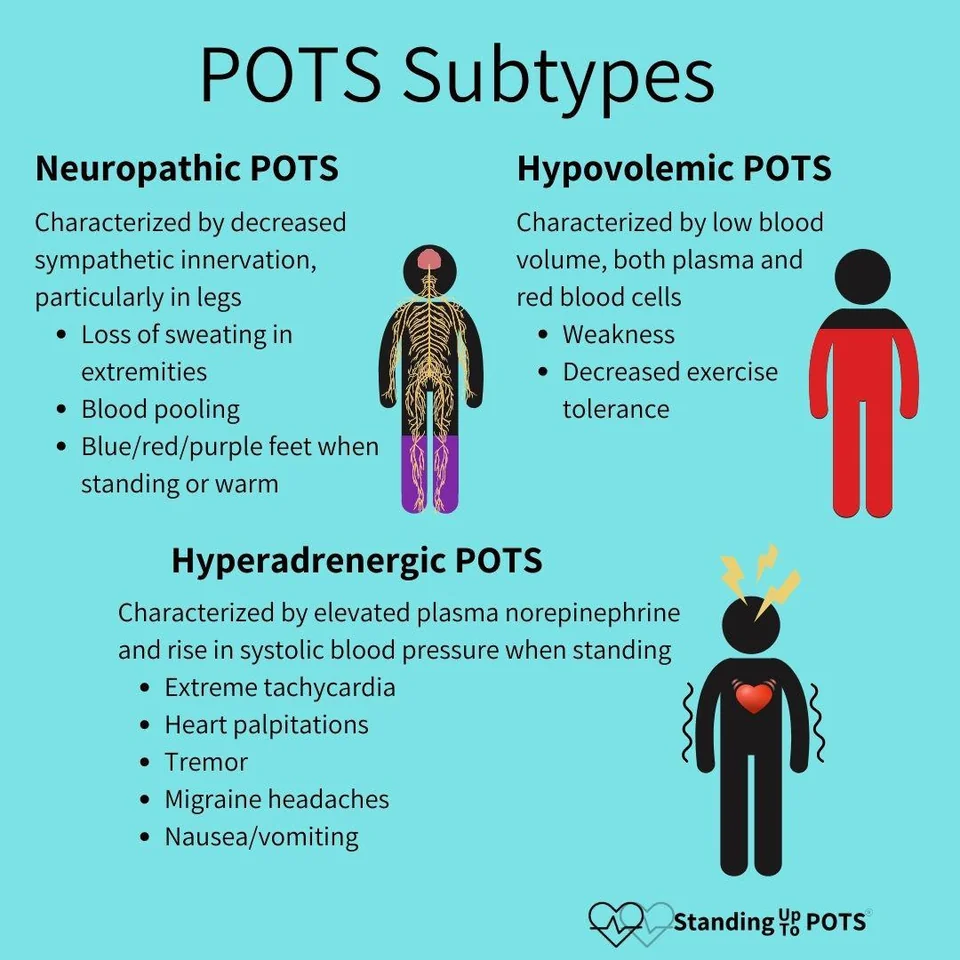 POTS Subtypes
Neuropathic POTS
Characterized by decreased
sympathetic innervation,
particularly in legs
• Loss of sweating in
extremities
• Blood pooling
• Blue/red/purple feet when
standing or warm
Hypovolemic POTS
Characterized by low blood
volume, both plasma and
red blood cells
• Weakness
• Decreased exercise
tolerance
Hyperadrenergic POTS
Characterized by elevated plasma norepinephrine
and rise in systolic blood pressure when standing
• Extreme tachycardia
• Heart palpitations
• Tremor
• Migraine headaches
• Nausea/vomiting
Standing Up To POTS®